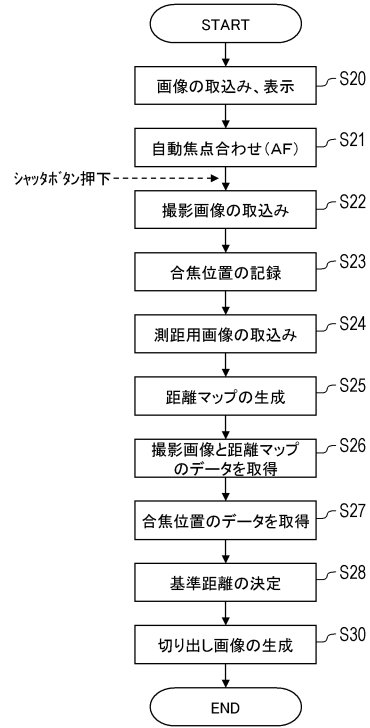 START
画像の取込み、表示
S20
自動焦点合わせ(AF)
S21
シャッタボタン押下
撮影画像の取込み
S22
合焦位置の記録
S23
測距用画像の取込み
S24
距離マップの生成
S25
撮影画像と距離マップ
のデータを取得
S26
合焦位置のデータを取得
S27
基準距離の決定
S28
切り出し画像の生成
S30
END